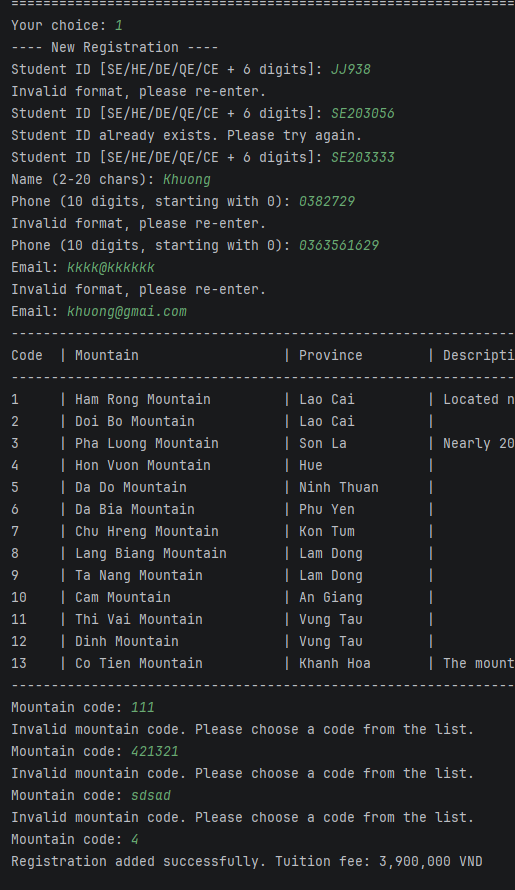 ================================================================
Your choice: 1
---- New Registration ----
Student ID [SE/HE/DE/QE/CE + 6 digits]: JJ938
Invalid format, please re-enter.
Student ID [SE/HE/DE/QE/CE + 6 digits]: SE203056
Student ID already exists. Please try again.
Student ID [SE/HE/DE/QE/CE + 6 digits]: SE203333
Name (2-20 chars): Khuong
Phone (10 digits, starting with 0): 0382729
Invalid format, please re-enter.
Phone (10 digits, starting with 0): 0363561629
Email: kkkk@kkkkkk
Invalid format, please re-enter.
Email: khuong@gmai.com
----------------------------------------------------------------
Code | Mountain | Province | Descripti
----------------------------------------------------------------
1 | Ham Rong Mountain | Lao Cai | Located n
2 | Doi Bo Mountain | Lao Cai |
3 | Pha Luong Mountain | Son La | Nearly 20
4 | Hon Vuon Mountain | Hue |
5 | Da Do Mountain | Ninh Thuan |
6 | Da Bia Mountain | Phu Yen |
7 | Chu Hreng Mountain | Kon Tum |
8 | Lang Biang Mountain | Lam Dong |
9 | Ta Nang Mountain | Lam Dong |
10 | Cam Mountain | An Giang |
11 | Thi Vai Mountain | Vung Tau |
12 | Dinh Mountain | Vung Tau |
13 | Co Tien Mountain | Khanh Hoa | The mount
----------------------------------------------------------------
Mountain code: 111
Invalid mountain code. Please choose a code from the list.
Mountain code: 421321
Invalid mountain code. Please choose a code from the list.
Mountain code: sdsad
Invalid mountain code. Please choose a code from the list.
Mountain code: 4
Registration added successfully. Tuition fee: 3,900,000 VND